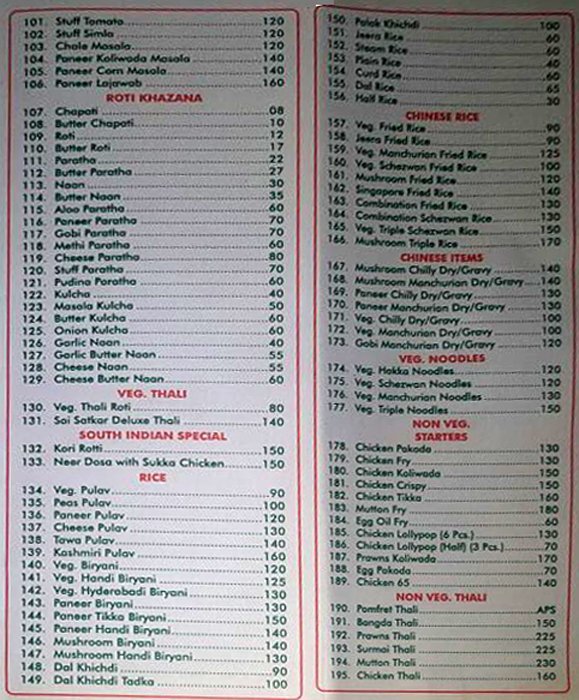 101. Stuff Tomato 120
102. Stuff Simla 120
103. Chole Masala 120
104. Paneer Koliwada Masala 140
105. Paneer Corn Masala 140
106. Paneer Lajawab 160
ROTI KHAZANA
107. Chapati 08
108. Butter Chapati 10
109. Roti 12
110. Butter Roti 17
111. Paratha 22
112. Butter Paratha 27
113. Naan 30
114. Butter Naan 35
115. Aloo Paratha 60
116. Paneer Paratha 70
117. Gobi Paratha 70
118. Methi Paratha 60
119. Cheese Paratha 80
120. Stuff Paratha 70
121. Pudina Paratha 60
122. Kulcha 40
123. Masala Kulcha 50
124. Butter Kulcha 60
125. Onion Kulcha 60
126. Garlic Naan 40
127. Garlic Butter Naan 55
128. Cheese Naan 55
129. Cheese Butter Naan 60
VEG. THALI
130. Veg. Thali Roti 80
131. Sai Satkar Deluxe Thali 140
SOUTH INDIAN SPECIAL
132. Kori Rotti 150
133. Neer Dosa with Sukka Chicken 150
RICE
134. Veg. Pulav 90
135. Peas Pulav 100
136. Paneer Pulav 120
137. Cheese Pulav 130
138. Tawa Pulav 140
139. Kashmiri Pulav 160
140. Veg. Biryani 120
141. Veg. Handi Biryani 125
142. Veg. Hyderabadi Biryani 130
143. Paneer Biryani 130
144. Paneer Tikka Biryani 150
145. Paneer Handi Biryani 140
146. Mushroom Biryani 140
147. Mushroom Handi Biryani 130
148. Dal Khichdi 90
149. Dal Khichdi Tadka 100
150. Palak Khichdi 100
151. Jeera Rice 60
152. Steam Rice 60
153. Plain Rice 40
154. Curd Rice 60
155. Dal Rice 65
156. Half Rice 30
CHINESE RICE
157. Veg. Fried Rice 90
158. Jeera Fried Rice 90
159. Veg. Manchurian Fried Rice 125
160. Veg. Schezwan Fried Rice 100
161. Mushroom Fried Rice 120
162. Singapore Fried Rice 140
163. Combination Fried Rice 130
164. Combination Schezwan Rice 130
165. Veg. Triple Schezwan Rice 150
166. Mushroom Triple Rice 170
CHINESE ITEMS
167. Mushroom Chilly Dry/Gravy 140
168. Mushroom Manchurian Dry/Gravy 140
169. Paneer Chilly Dry/Gravy 130
170. Paneer Manchurian Dry/Gravy 130
171. Veg. Chilly Dry/Gravy 100
172. Veg. Manchurian Dry/Gravy 100
173. Gobi Manchurian Dry/Gravy 120
VEG. NOODLES
174. Veg. Hakka Noodles 120
175. Veg. Schezwan Noodles 120
176. Veg. Manchurian Noodles 130
177. Veg. Triple Noodles 150
NON VEG.
STARTERS
178. Chicken Pakoda 130
179. Chicken Fry 130
180. Chicken Koliwada 150
181. Chicken Crispy 150
182. Chicken Tikka 160
183. Mutton Fry 180
184. Egg Oil Fry 60
185. Chicken Lollypop (6 Pcs.) 130
186. Chicken Lollypop (Half) (3 Pcs.) 70
187. Prawns Koliwada 170
188. Egg Pakoda 70
189. Chicken 65 140
NON VEG. THALI
190. Pomfret Thali APS
191. Bangda Thali 150
192. Prawns Thali 225
193. Surmai Thali 225
194. Mutton Thali 230
195. Chicken Thali 160